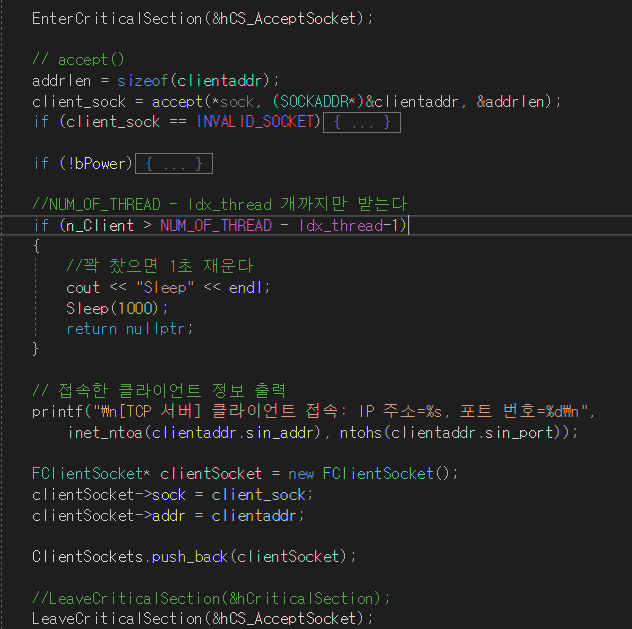 EnterCriticalSection(&hCS_AcceptSocket);
// accept()
addrlen = sizeof(clientaddr);
client_sock = accept(*sock, (SOCKADDR*)&clientaddr, &addrlen);
if (client_sock == INVALID_SOCKET) { ... }
if (!bPower) { ... }
//NUM_OF_THREAD - Idx_thread 개까지만 받는다
if (n_Client > NUM_OF_THREAD - Idx_thread-1)
{
//꽉 찼으면 1초 재운다
cout << "Sleep" << endl;
Sleep(1000);
return nullptr;
}
// 접속한 클라이언트 정보 출력
printf("₩n[TCP 서버] 클라이언트 접속: IP 주소=%s, 포트 번호=%d₩n",
inet_ntoa(clientaddr.sin_addr), ntohs(clientaddr.sin_port));
FClientSocket* clientSocket = new FClientSocket();
clientSocket->sock = client_sock;
clientSocket->addr = clientaddr;
ClientSockets.push_back(clientSocket);
//LeaveCriticalSection(&hCriticalSection);
LeaveCriticalSection(&hCS_AcceptSocket);